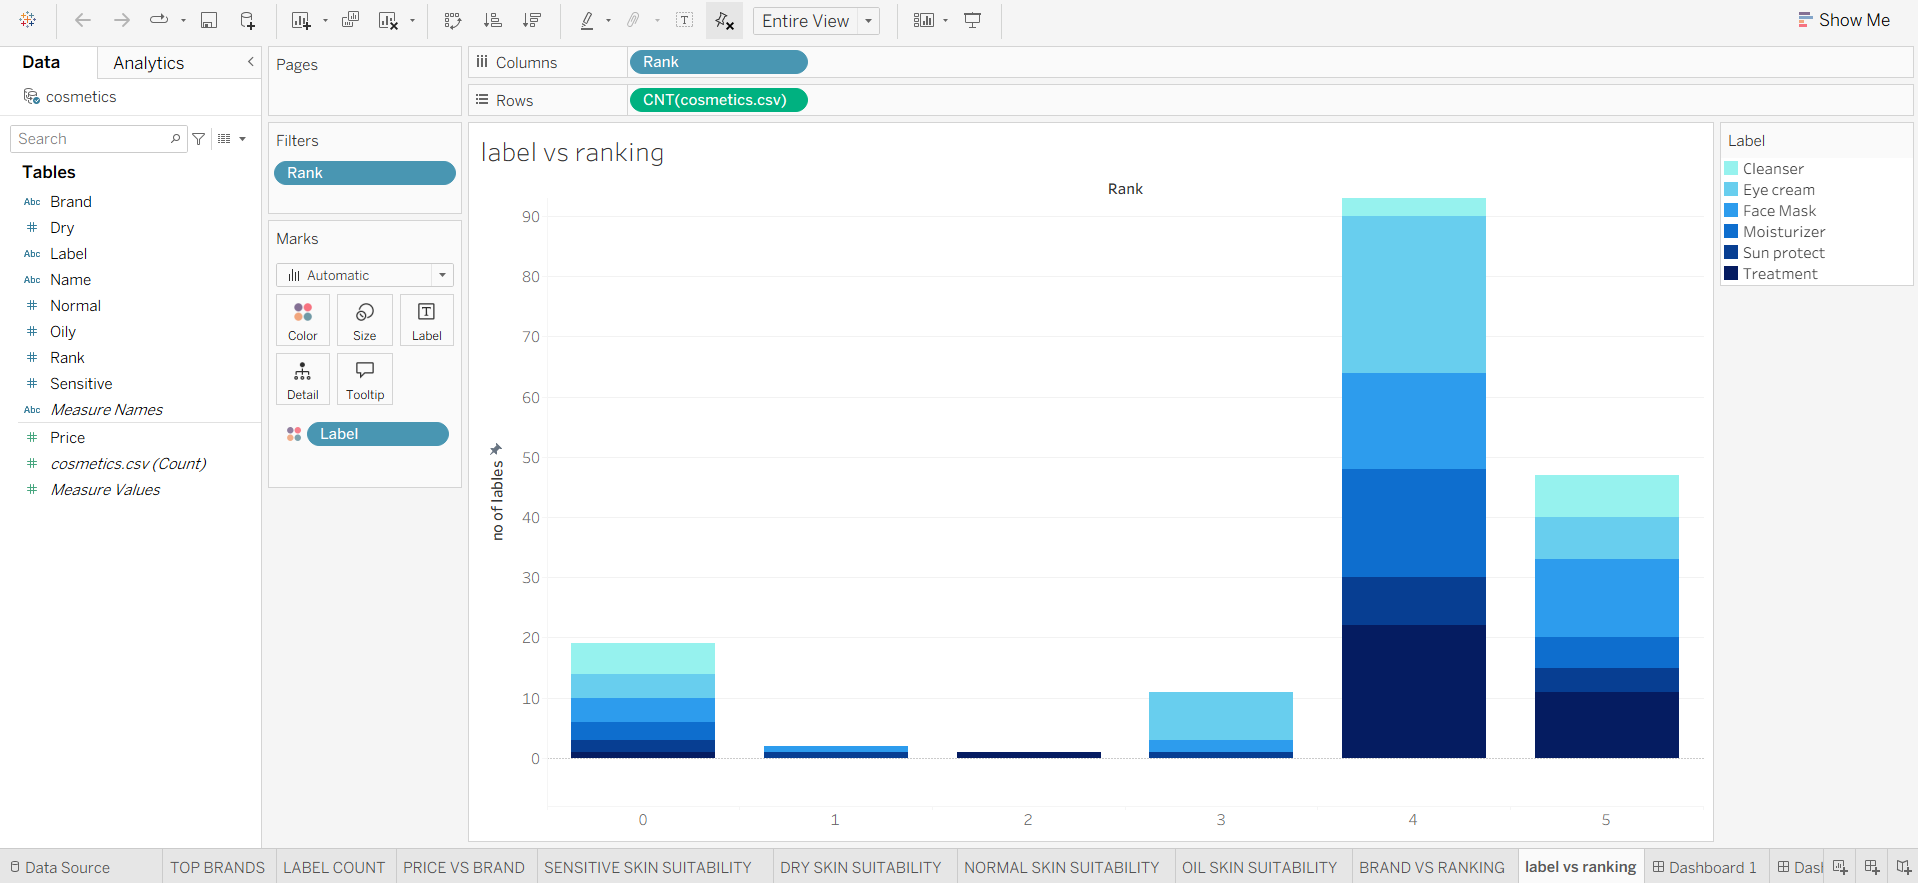 Entire View
Show Me
Data
Analytics
cosmetics
Search
Tables
Abc Brand
Dry
Abc Label
Abc Name
Normal
Oily
Rank
Sensitive
Abc Measure Names
Price
cosmetics.csv (Count)
Measure Values
Pages
Filters
Rank
Marks
Automatic
Color
Size
Label
Detail
Tooltip
Label
Columns
Rank
Rows
CNT(cosmetics.csv)
label vs ranking
Rank
no of lables
90
80
70
60
50
40
30
20
10
0
0 1 2 3 4 5
Label
Cleanser
Eye cream
Face Mask
Moisturizer
Sun protect
Treatment
Data Source TOP BRANDS LABEL COUNT PRICE VS BRAND SENSITIVE SKIN SUITABILITY DRY SKIN SUITABILITY NORMAL SKIN SUITABILITY OIL SKIN SUITABILITY BRAND VS RANKING label vs ranking Dashboard 1